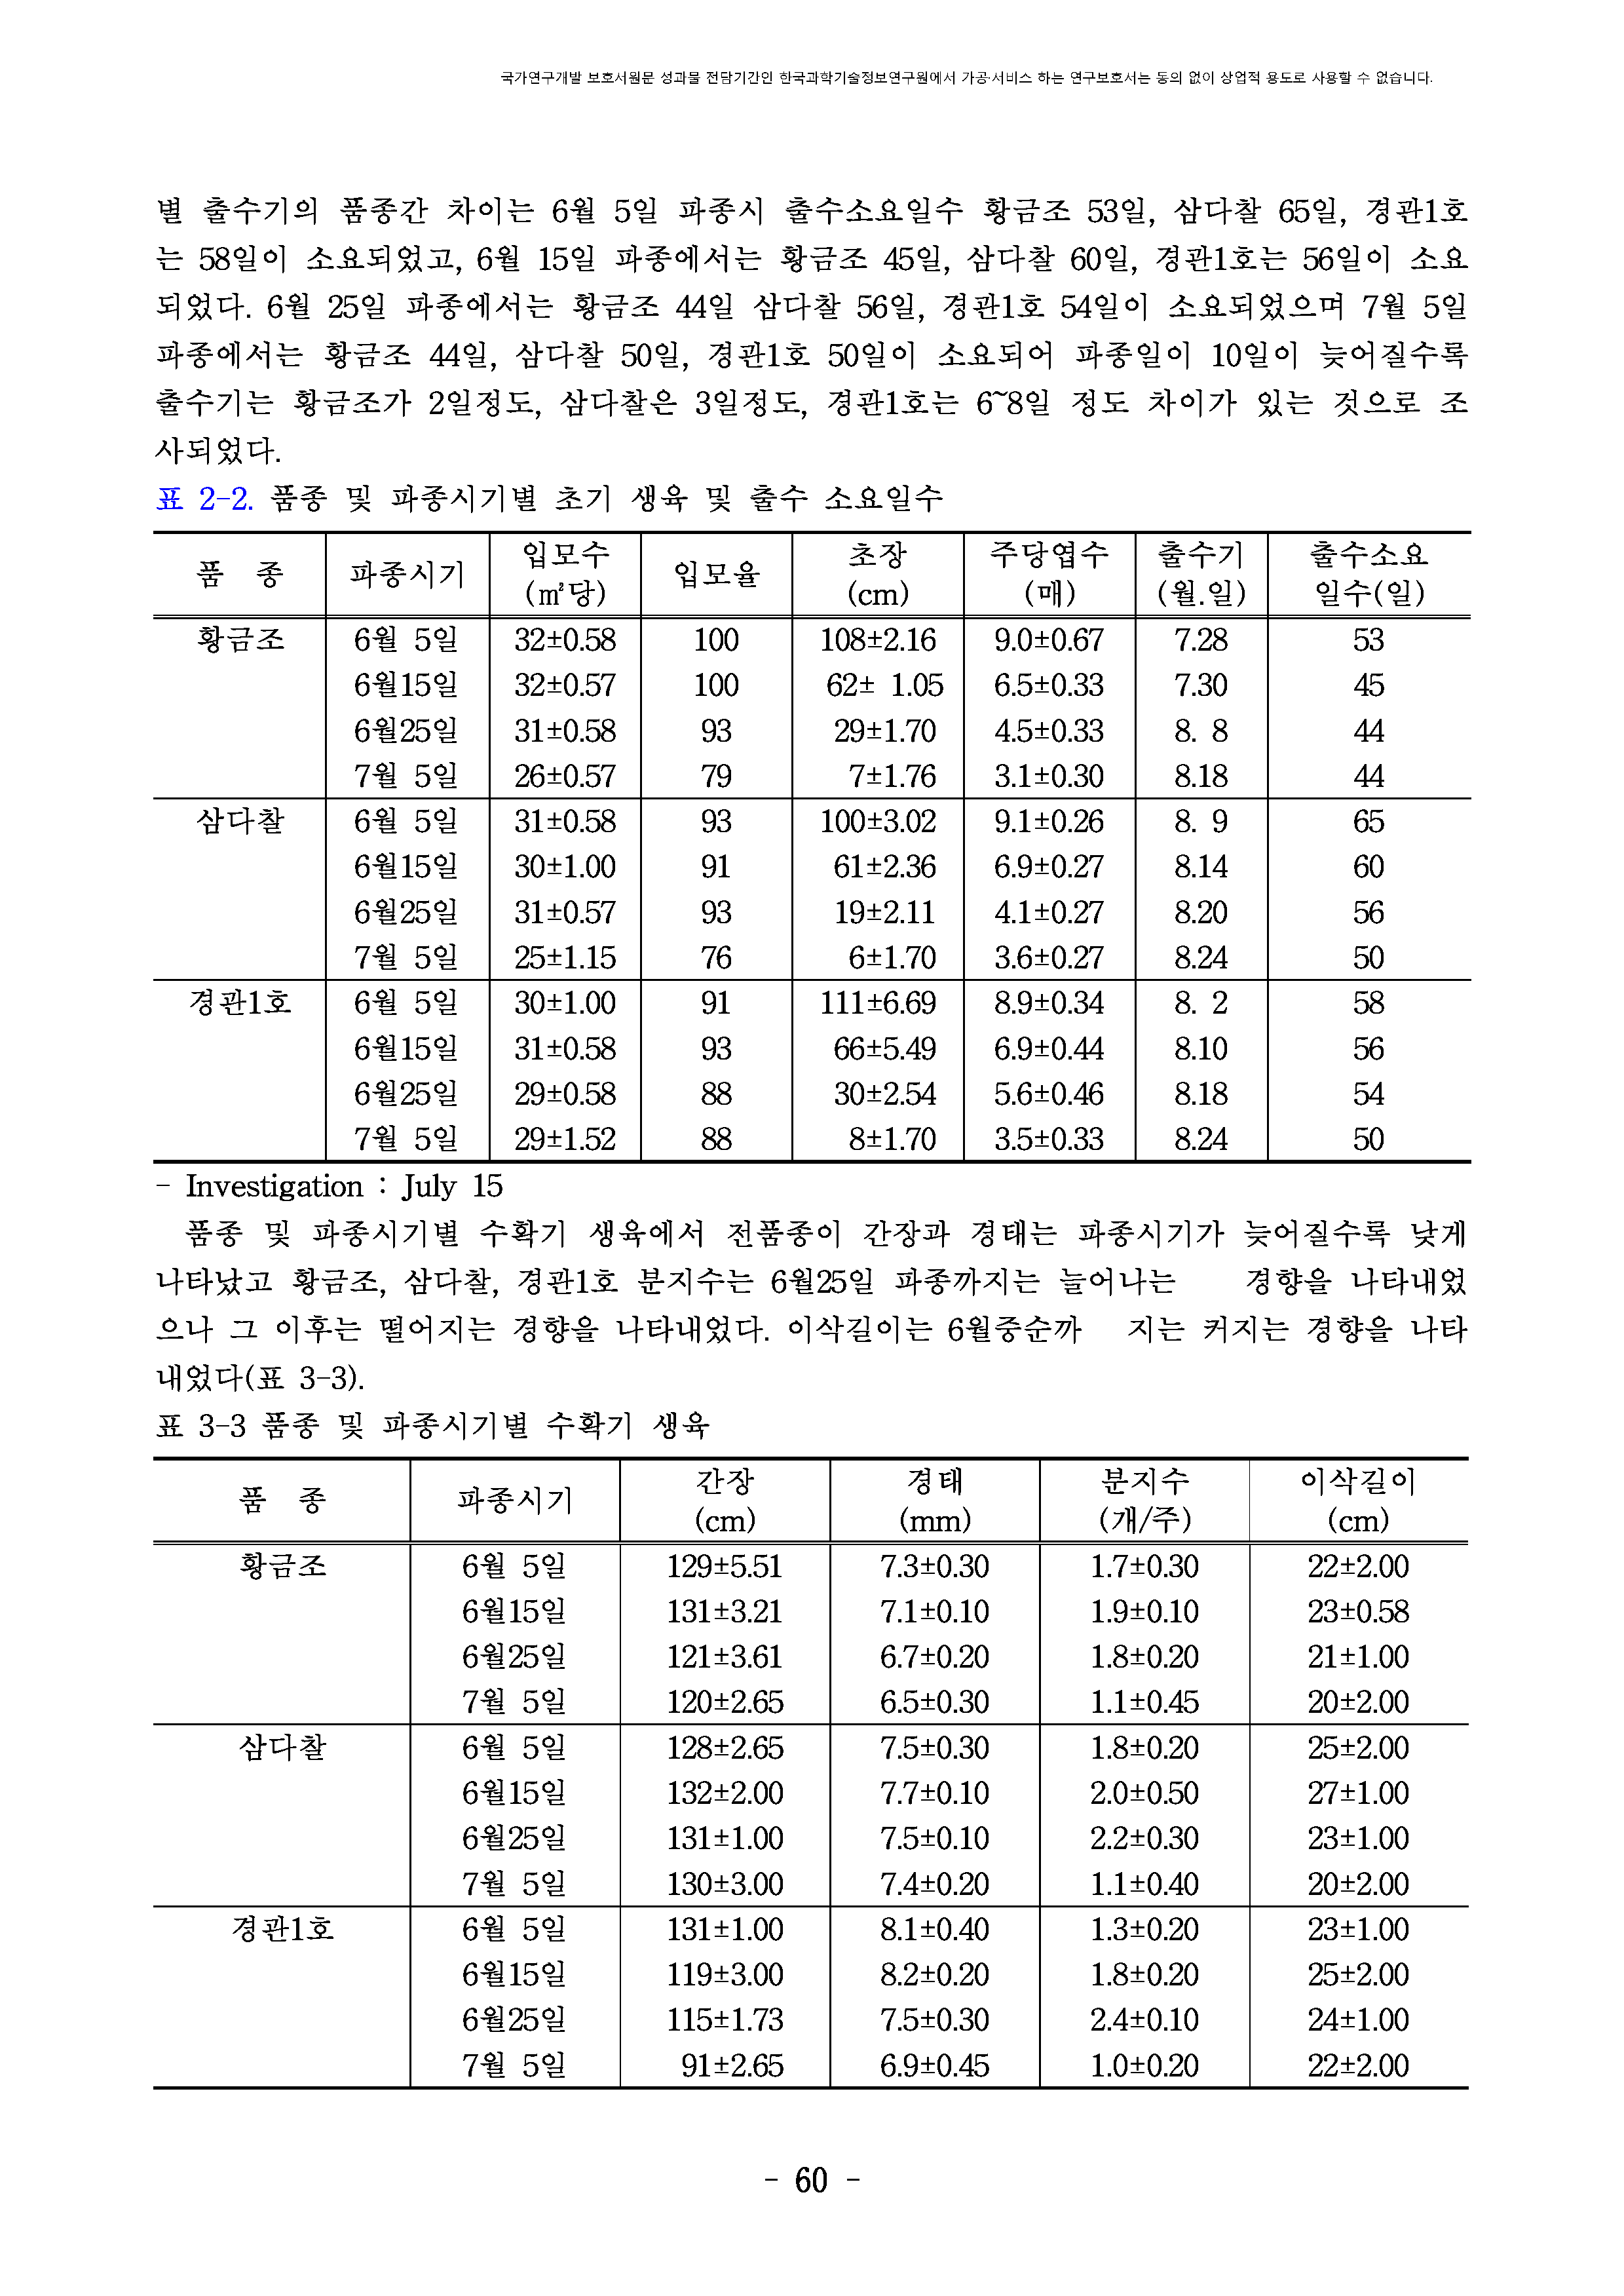 국가연구개발 보호서원문 성과물 전담기간인 한국과학기술정보연구원에서 가공·서비스 하는 연구보호서는 동의 없이 상업적 용도로 사용할 수 없습니다.
별 출수기의 품종간 차이는 6월 5일 파종시 출수소요일수 황금조 53일, 삼다찰 65일, 경관1호
는 58일이 소요되었고, 6월 15일 파종에서는 황금조 45일, 삼다찰 60일, 경관1호는 56일이 소요
되었다. 6월 25일 파종에서는 황금조 44일 삼다찰 56일, 경관1호 54일이 소요되었으며 7월 5일
파종에서는 황금조 44일, 삼다찰 50일, 경관1호 50일이 소요되어 파종일이 10일이 늦어질수록
출수기는 황금조가 2일정도, 삼다찰은 3일정도, 경관1호는 6~8일 정도 차이가 있는 것으로 조
사되었다.
표 2-2. 품종 및 파종시기별 초기 생육 및 출수 소요일수
품 종 파종시기 입모수 (㎡당) 입모율 초장 (cm) 주당엽수 (매) 출수기 (월.일) 출수소요 일수(일)
황금조 6월 5일 32±0.58 100 108±2.16 9.0±0.67 7.28 53
6월15일 32±0.57 100 62± 1.05 6.5±0.33 7.30 45
6월25일 31±0.58 93 29±1.70 4.5±0.33 8. 8 44
7월 5일 26±0.57 79 7±1.76 3.1±0.30 8.18 44
삼다찰 6월 5일 31±0.58 93 100±3.02 9.1±0.26 8. 9 65
6월15일 30±1.00 91 61±2.36 6.9±0.27 8.14 60
6월25일 31±0.57 93 19±2.11 4.1±0.27 8.20 56
7월 5일 25±1.15 76 6±1.70 3.6±0.27 8.24 50
경관1호 6월 5일 30±1.00 91 111±6.69 8.9±0.34 8. 2 58
6월15일 31±0.58 93 66±5.49 6.9±0.44 8.10 56
6월25일 29±0.58 88 30±2.54 5.6±0.46 8.18 54
7월 5일 29±1.52 88 8±1.70 3.5±0.33 8.24 50
- Investigation : July 15
품종 및 파종시기별 수확기 생육에서 전품종이 간장과 경태는 파종시기가 늦어질수록 낮게
나타났고 황금조, 삼다찰, 경관1호 분지수는 6월25일 파종까지는 늘어나는 경향을 나타내었
으나 그 이후는 떨어지는 경향을 나타내었다. 이삭길이는 6월중순까 지는 커지는 경향을 나타
내었다(표 3-3).
표 3-3 품종 및 파종시기별 수확기 생육
품 종 파종시기 간장 (cm) 경태 (mm) 분지수 (개/주) 이삭길이 (cm)
황금조 6월 5일 129±5.51 7.3±0.30 1.7±0.30 22±2.00
6월15일 131±3.21 7.1±0.10 1.9±0.10 23±0.58
6월25일 121±3.61 6.7±0.20 1.8±0.20 21±1.00
7월 5일 120±2.65 6.5±0.30 1.1±0.45 20±2.00
삼다찰 6월 5일 128±2.65 7.5±0.30 1.8±0.20 25±2.00
6월15일 132±2.00 7.7±0.10 2.0±0.50 27±1.00
6월25일 131±1.00 7.5±0.10 2.2±0.30 23±1.00
7월 5일 130±3.00 7.4±0.20 1.1±0.40 20±2.00
경관1호 6월 5일 131±1.00 8.1±0.40 1.3±0.20 23±1.00
6월15일 119±3.00 8.2±0.20 1.8±0.20 25±2.00
6월25일 115±1.73 7.5±0.30 2.4±0.10 24±1.00
7월 5일 91±2.65 6.9±0.45 1.0±0.20 22±2.00
- 60 -